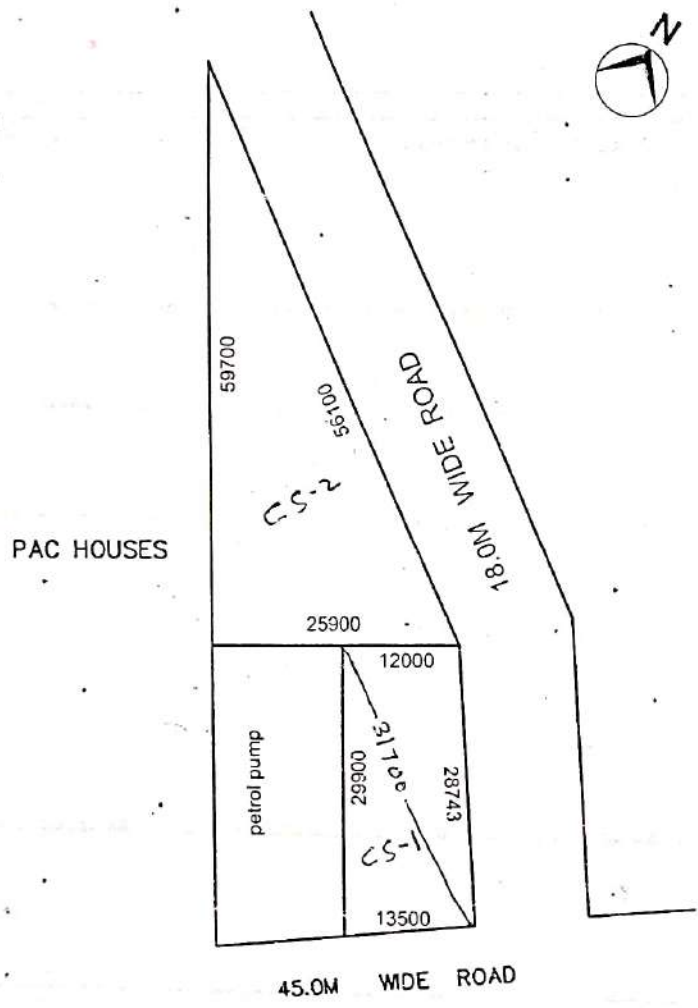 N
59700
56100
18.0M WIDE ROAD
CS-2
PAC HOUSES
25900
12000
petrol pump
29900
31700
28743
CS-1
13500
45.0M WIDE ROAD